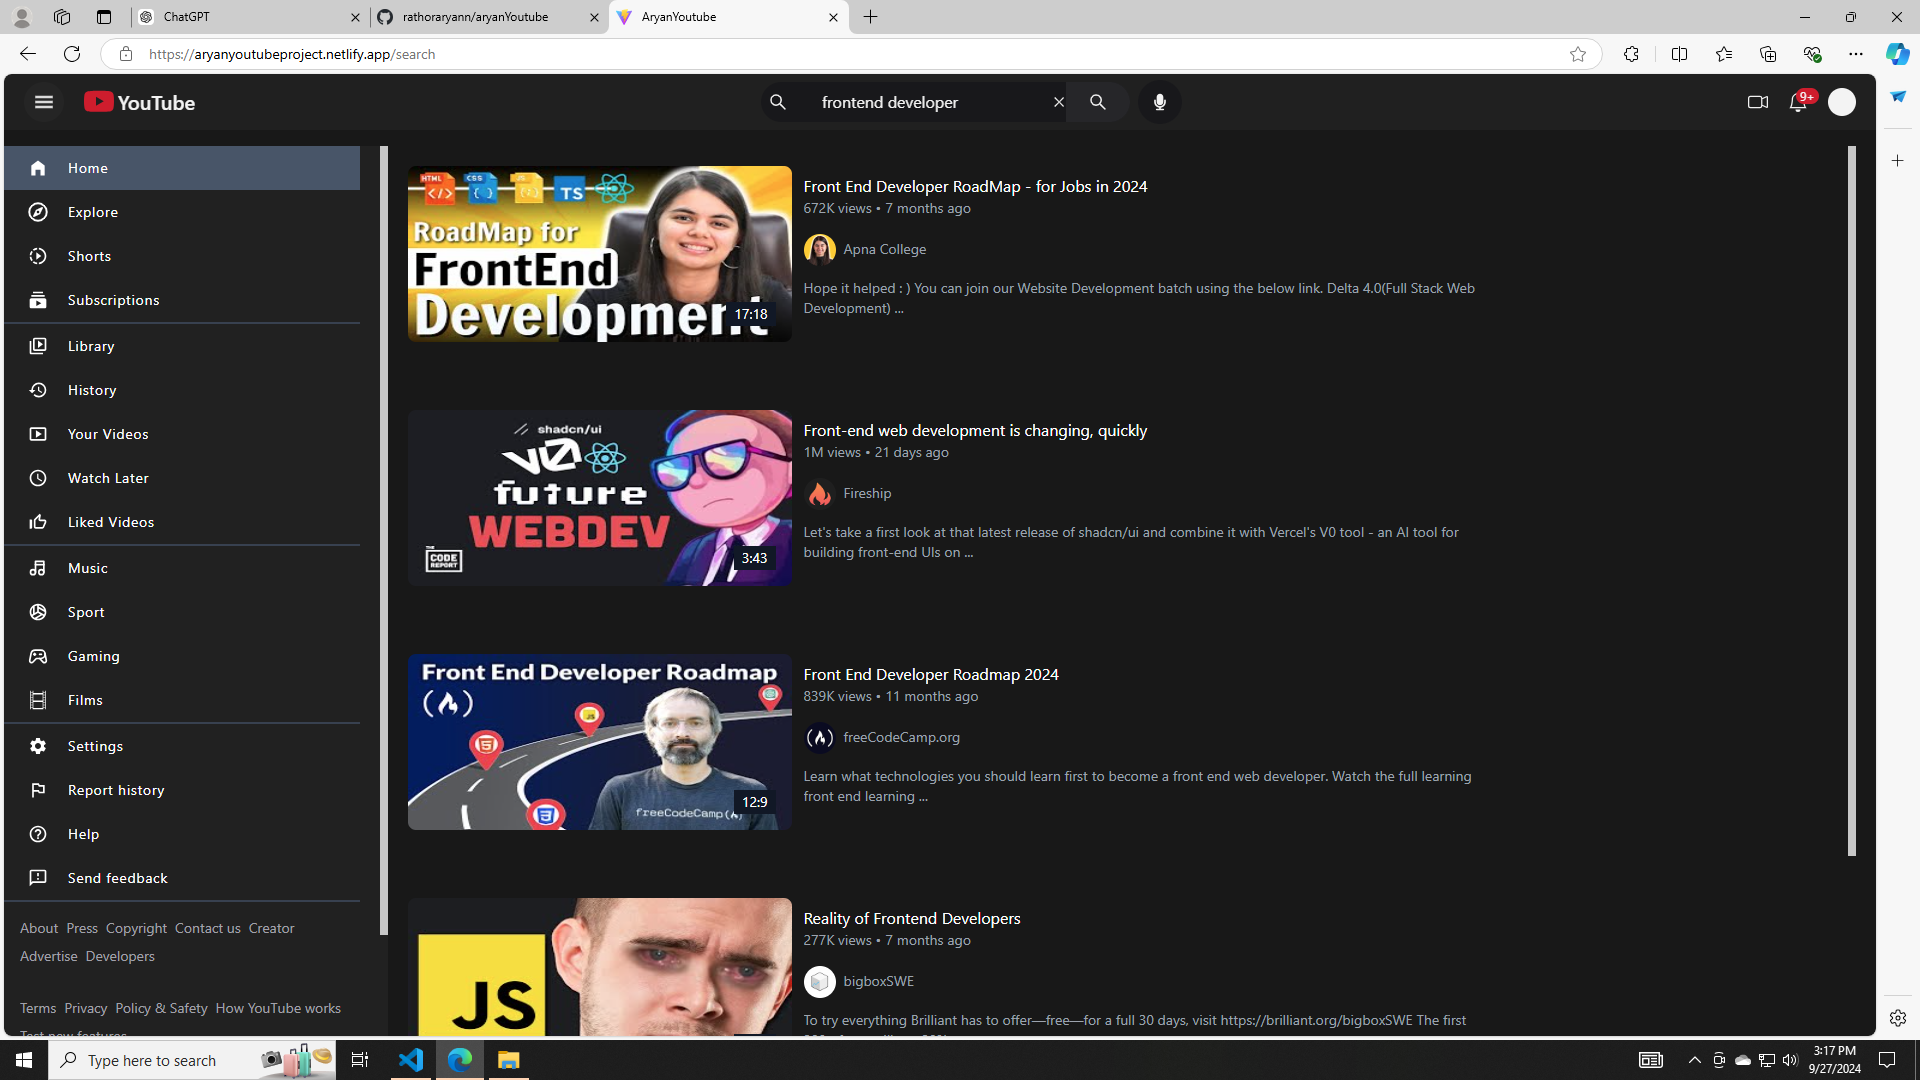 ChatGPT
rathoraryann/aryanYoutube
AryanYoutube
https://aryanyoutubeproject.netlify.app/search
YouTube
frontend developer
9+
Home
Explore
Shorts
Subscriptions
Library
History
Your Videos
Watch Later
Liked Videos
Music
Sport
Gaming
Films
Settings
Report history
Help
Send feedback
About Press Copyright Contact us Creator
Advertise Developers
Terms Privacy Policy & Safety How YouTube works
Test new features
HTML CSS JS TS
RoadMap for
FrontEnd
Development
17:18
Front End Developer RoadMap - for Jobs in 2024
672K views • 7 months ago
Apna College
Hope it helped : ) You can join our Website Development batch using the below link. Delta 4.0(Full Stack Web
Development) ...
shadcn/ui
v0
future
WEBDEV
THE
CODE
REPORT
3:43
Front-end web development is changing, quickly
1M views • 21 days ago
Fireship
Let's take a first look at that latest release of shadcn/ui and combine it with Vercel's V0 tool - an AI tool for
building front-end UIs on ...
Front End Developer Roadmap
freeCodeCamp
12:9
Front End Developer Roadmap 2024
839K views • 11 months ago
freeCodeCamp.org
Learn what technologies you should learn first to become a front end web developer. Watch the full learning
front end learning ...
JS
Reality of Frontend Developers
277K views • 7 months ago
bigboxSWE
To try everything Brilliant has to offer—free—for a full 30 days, visit https://brilliant.org/bigboxSWE The first
Type here to search
3:17 PM
9/27/2024